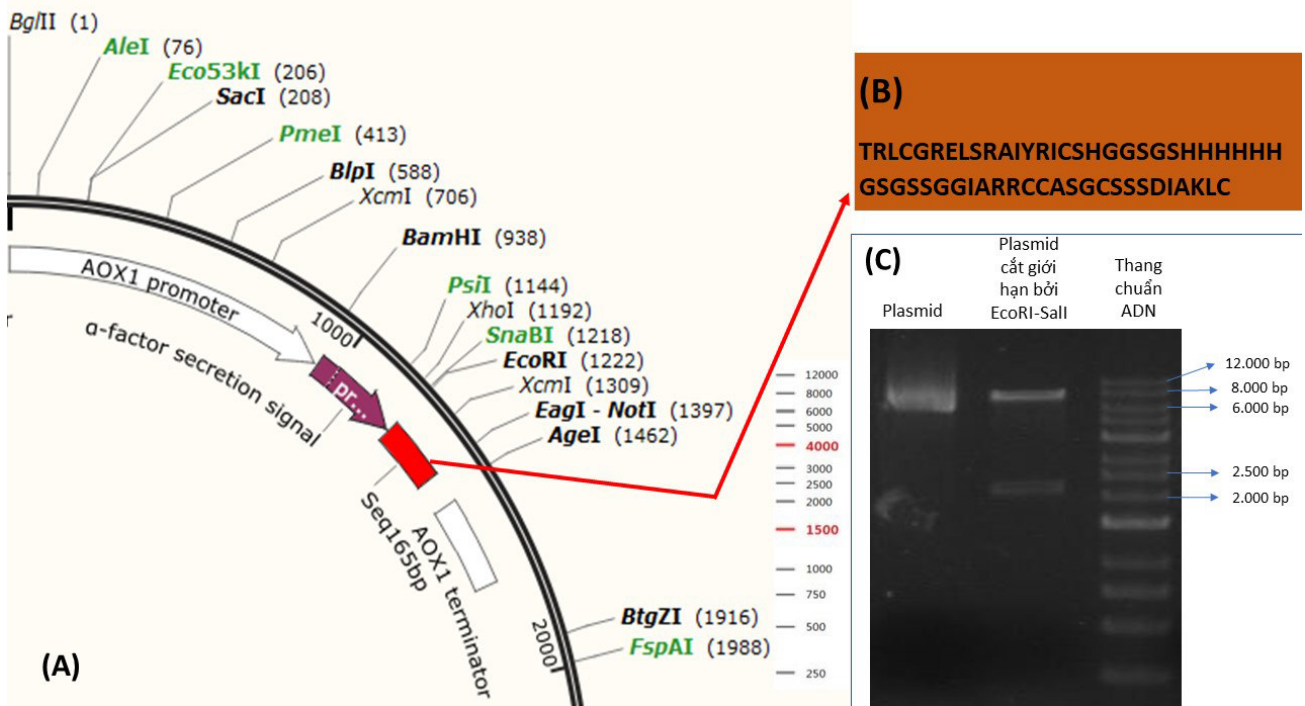 BglII (1)
AleI (76)
Eco53kI (206)
SacI (208)
PmeI (413)
BlpI (588)
XcmI (706)
BamHI (938)
PsiI (1144)
XhoI (1192)
SnaBI (1218)
EcoRI (1222)
XcmI (1309)
EagI - NotI (1397)
AgeI (1462)
BtgZI (1916)
FspAI (1988)
AOX1 promoter
1000
α-factor secretion signal
pr...
Seq165bp
AOX1 terminator
2000
r
(A)
12000
8000
6000
5000
4000
3000
2500
2000
1500
1000
750
500
250
(B)
TRLCGRELSRAIYRICSHGGSGSHHHHHH
GSGSSGGIARRCCASGCSSSDIAKLC
(C)
Plasmid
Plasmid
cắt giới
hạn bởi
EcoRI-SalI
Thang
chuẩn
ADN
12.000 bp
8.000 bp
6.000 bp
2.500 bp
2.000 bp